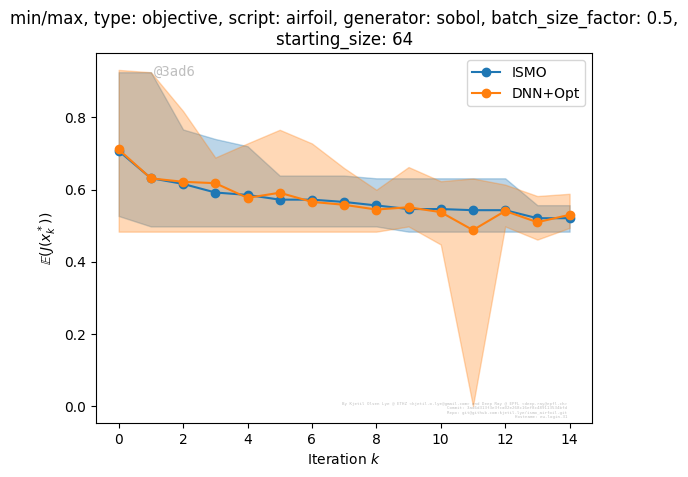 min/max, type: objective, script: airfoil, generator: sobol, batch_size_factor: 0.5,
starting_size: 64
@3ad6
ISMO
DNN+Opt
0.8
0.6
0.4
0.2
0.0
𝔼(J(x*_k))
0 2 4 6 8 10 12 14
Iteration k